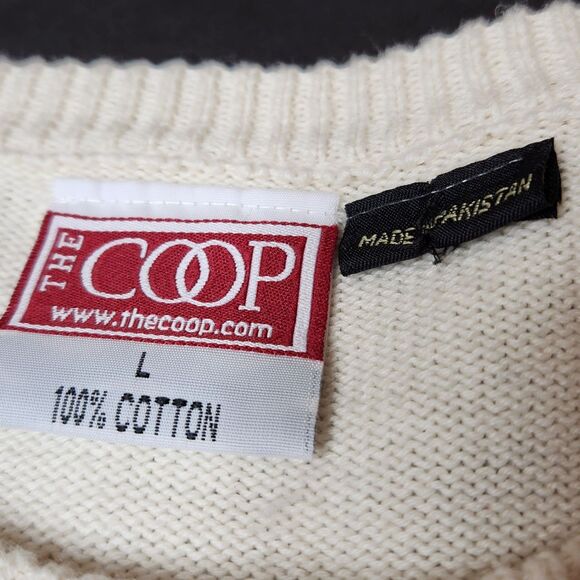 THE COOP
www.thecoop.com
L
100% COTTON
MADE PAKISTAN